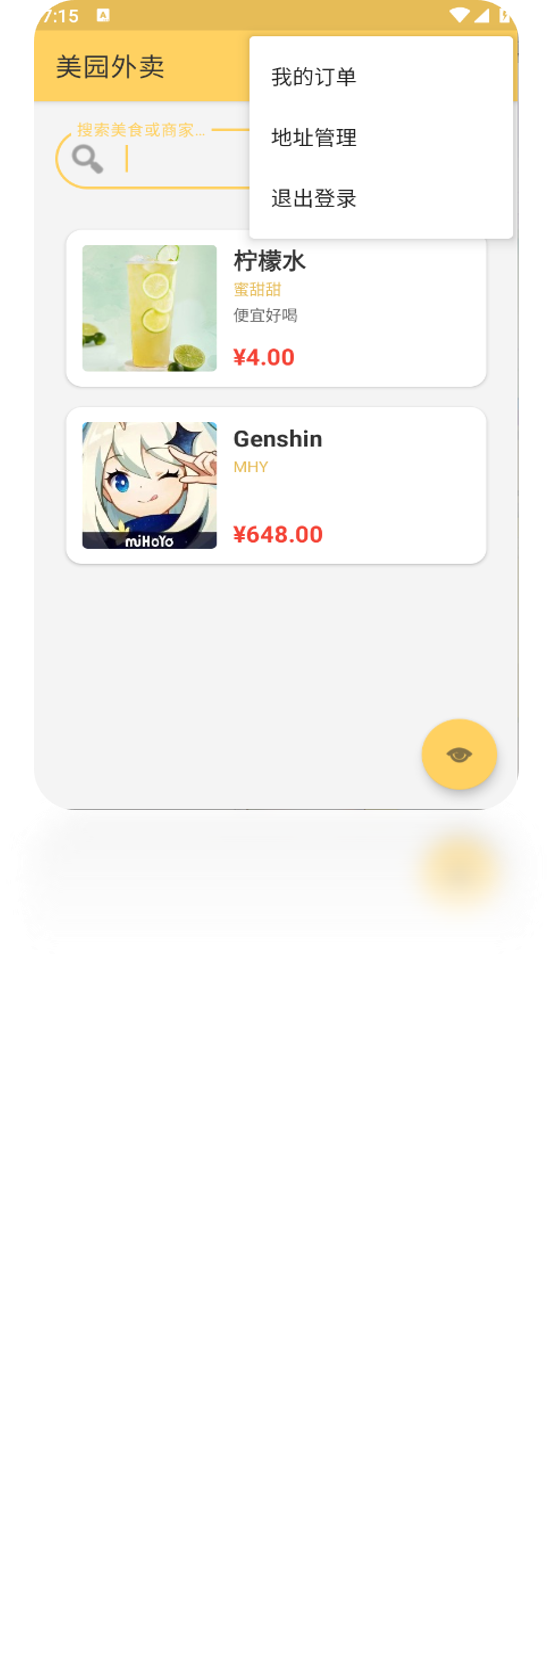 7:15
美园外卖
我的订单
地址管理
退出登录
搜索美食或商家...
柠檬水
蜜甜甜
便宜好喝
¥4.00
Genshin
MHY
¥648.00
miHoYo